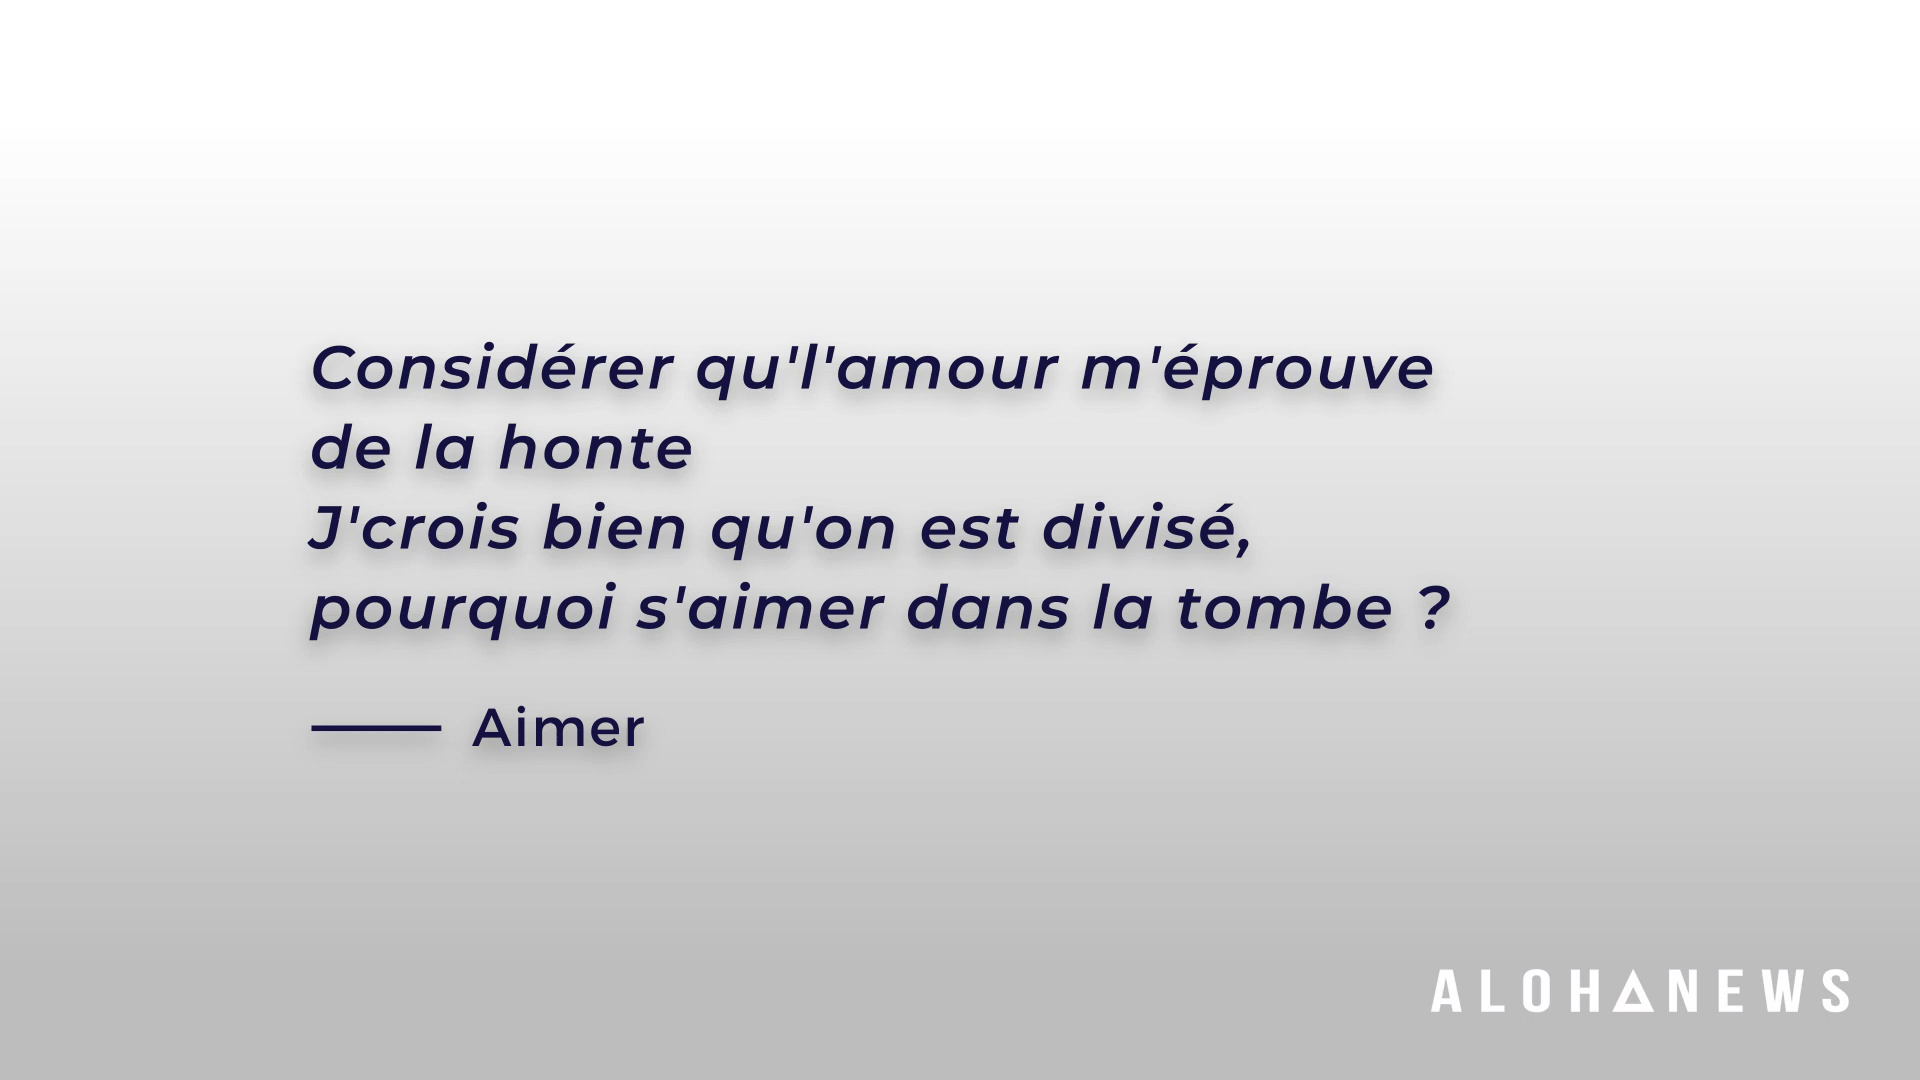 Considérer qu'l'amour m'éprouve
de la honte
J'crois bien qu'on est divisé,
pourquoi s'aimer dans la tombe ?
— Aimer
ALOHANEWS